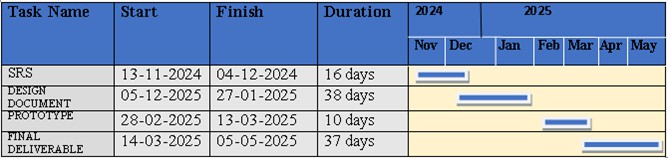 Task Name Start Finish Duration 2024 2025
Nov Dec Jan Feb Mar Apr May
SRS 13-11-2024 04-12-2024 16 days
DESIGN
DOCUMENT 05-12-2024 27-01-2025 38 days
PROTOTYPE 28-02-2025 13-03-2025 10 days
FINAL
DELIVERABLE 14-03-2025 05-05-2025 37 days